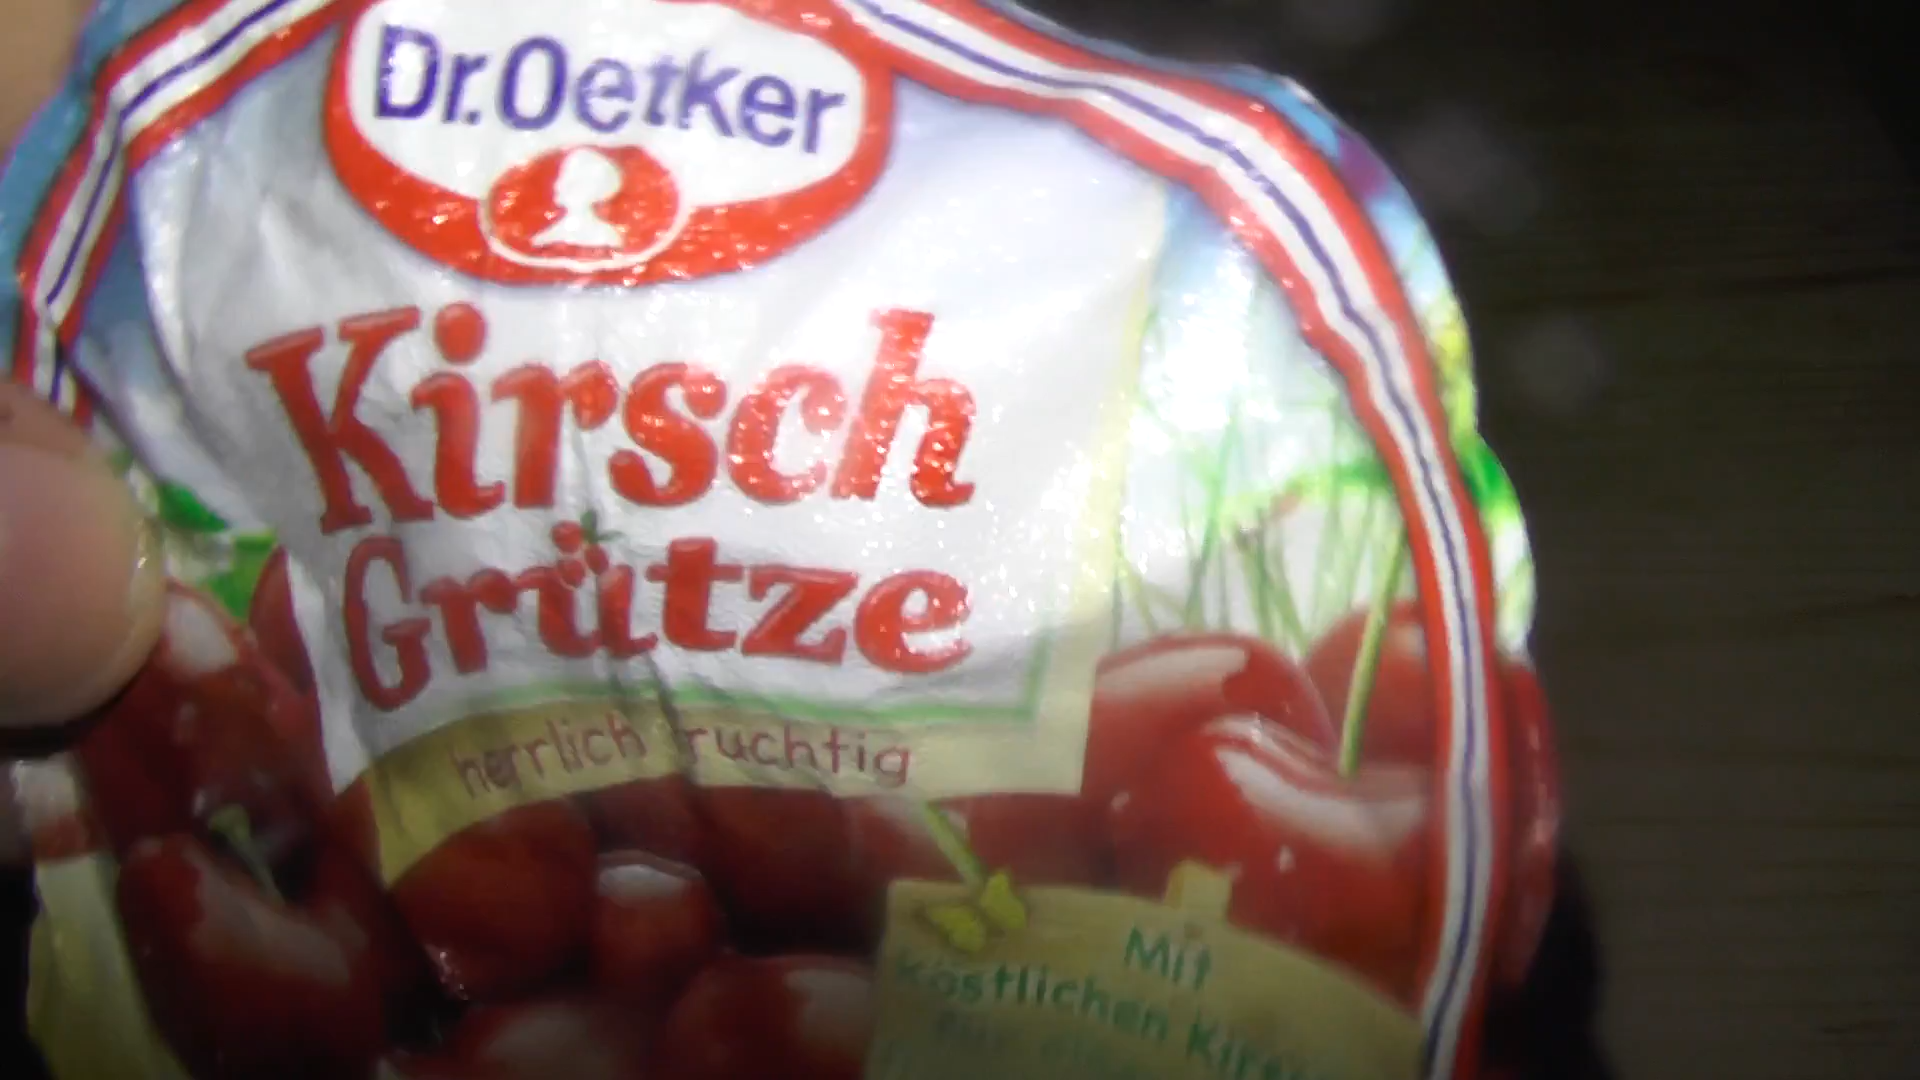 Dr.Oetker
Kirsch
Grütze
herrlich fruchtig
Mit
köstlichen